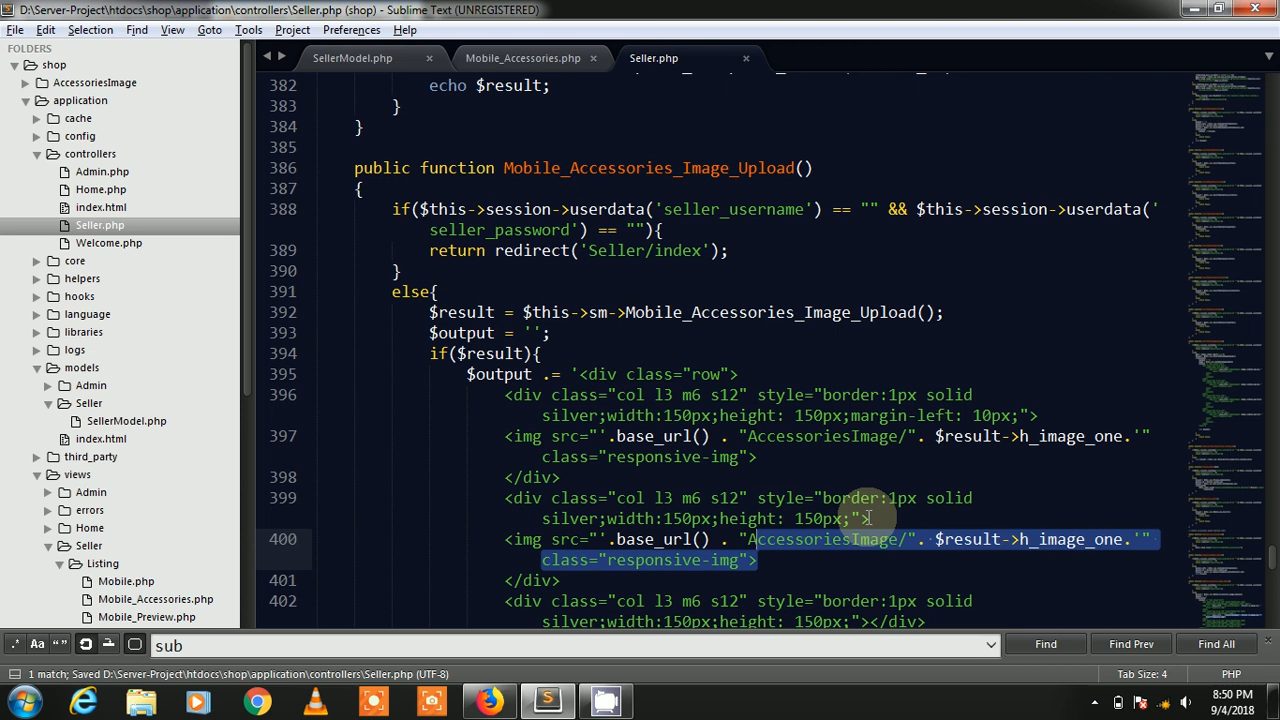 D:\Server-Project\htdocs\shop\application\controllers\Seller.php (shop) - Sublime Text (UNREGISTERED)
File Edit Selection Find View Goto Tools Project Preferences Help
FOLDERS
shop
AccessoriesImage
application
cache
config
controllers
Admin.php
Home.php
index.html
Seller.php
Welcome.php
core
helpers
hooks
language
libraries
logs
models
Admin
Seller
SellerModel.php
index.html
third_party
views
Admin
errors
Home
Seller
Listing
Mobile.php
Mobile_Accessories.php
Mobile_Preview.php
SellerModel.php Mobile_Accessories.php Seller.php
382 echo $result;
383 }
384 }
385
386 public function Mobile_Accessories_Image_Upload()
387 {
388 if($this->session->userdata('seller_username') == "" && $this->session->userdata('
seller_password') == ""){
389 return redirect('Seller/index');
390 }
391 else{
392 $result = $this->sm->Mobile_Accessories_Image_Upload();
393 $output = '';
394 if($result){
395 $output .= '<div class="row">
396 <div class="col l3 m6 s12" style="border:1px solid
silver;width:150px;height: 150px;margin-left: 10px;">
397 <img src="'.base_url() . "AccessoriesImage/". $result->h_image_one.'"
class="responsive-img">
398 </div>
399 <div class="col l3 m6 s12" style="border:1px solid
silver;width:150px;height: 150px;">
400 <img src="'.base_url() . "AccessoriesImage/". $result->h_image_one.'"
class="responsive-img">
401 </div>
402 <div class="col l3 m6 s12" style="border:1px solid
silver;width:150px;height: 150px;"></div>
.* Aa “ ” sub Find Find Prev Find All
1 match; Saved D:\Server-Project\htdocs\shop\application\controllers\Seller.php (UTF-8) Tab Size: 4 PHP
8:50 PM
9/4/2018